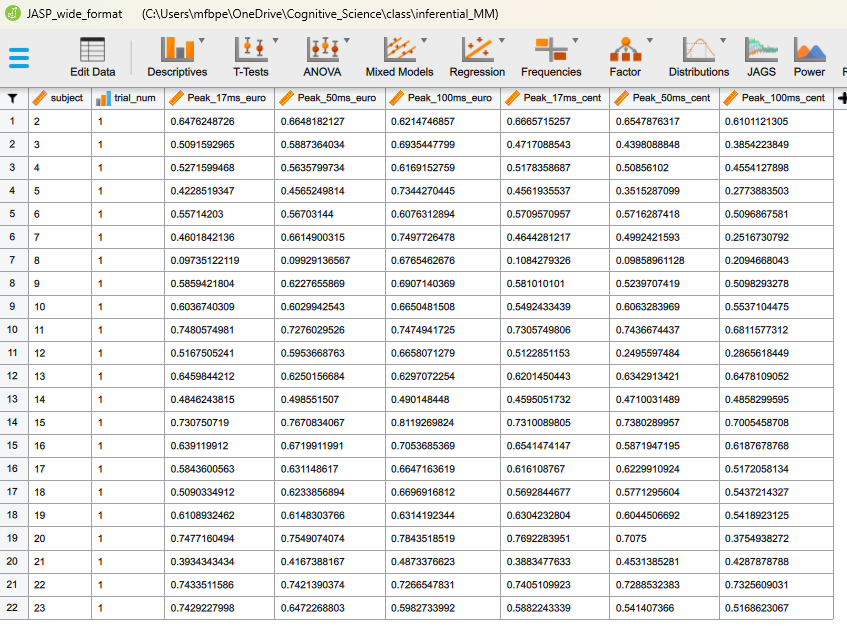 JASP_wide_format (C:\Users\mfbpe\OneDrive\Cognitive_Science\class\inferential_MM)
Edit Data Descriptives T-Tests ANOVA Mixed Models Regression Frequencies Factor Distributions JAGS Power
subject trial_num Peak_17ms_euro Peak_50ms_euro Peak_100ms_euro Peak_17ms_cent Peak_50ms_cent Peak_100ms_cent
1 2 1 0.6476248726 0.6648182127 0.6214746857 0.6665715257 0.6547876317 0.6101121305
2 3 1 0.5091592965 0.5887364034 0.6935447799 0.4717088543 0.4398088848 0.3854223849
3 4 1 0.5271599468 0.5635799734 0.6169152759 0.5178358687 0.50856102 0.4554127898
4 5 1 0.4228519347 0.4565249814 0.7344270445 0.4561935537 0.3515287099 0.2773883503
5 6 1 0.55714203 0.56703144 0.6076312894 0.5709570957 0.5716287418 0.5096867581
6 7 1 0.4601842136 0.6614900315 0.7497726478 0.4644281217 0.4992421593 0.2516730792
7 8 1 0.09735122119 0.09929136567 0.6765462676 0.1084279326 0.09858961128 0.2094668043
8 9 1 0.5859421804 0.6227655869 0.6907140369 0.581010101 0.5239707419 0.5098293278
9 10 1 0.6036740309 0.6029942543 0.6650481508 0.5492433439 0.6063283969 0.5537104475
10 11 1 0.7480574981 0.7276029526 0.7474941725 0.7305749806 0.7436674437 0.6811577312
11 12 1 0.5167505241 0.5953668763 0.6658071279 0.5122851153 0.2495597484 0.2865618449
12 13 1 0.6459844212 0.6250156684 0.6297072254 0.6201450443 0.6342913421 0.6478109052
13 14 1 0.4846243815 0.498551507 0.490148448 0.4595051732 0.4710031489 0.4858299595
14 15 1 0.730750719 0.7670834067 0.8119269824 0.7310089805 0.7380289957 0.7005458708
15 16 1 0.639119912 0.6719911991 0.7053685369 0.6541474147 0.5871947195 0.6187678768
16 17 1 0.5843600563 0.631148617 0.6647163619 0.616108767 0.6229910924 0.5172058134
17 18 1 0.5090334912 0.6233856894 0.6696916812 0.5692844677 0.5771295604 0.5437214327
18 19 1 0.6108932462 0.6148303766 0.6314192344 0.6304232804 0.6044506692 0.5418923125
19 20 1 0.7477160494 0.7549074074 0.7843518519 0.7692283951 0.7075 0.3754938272
20 21 1 0.3934343434 0.4167388167 0.4873376623 0.3883477633 0.4531385281 0.4287878788
21 22 1 0.7433511586 0.7421390374 0.7266547831 0.7405109923 0.7288532383 0.7325609031
22 23 1 0.7429227998 0.6472268803 0.5982733992 0.5882243339 0.541407366 0.5168623067